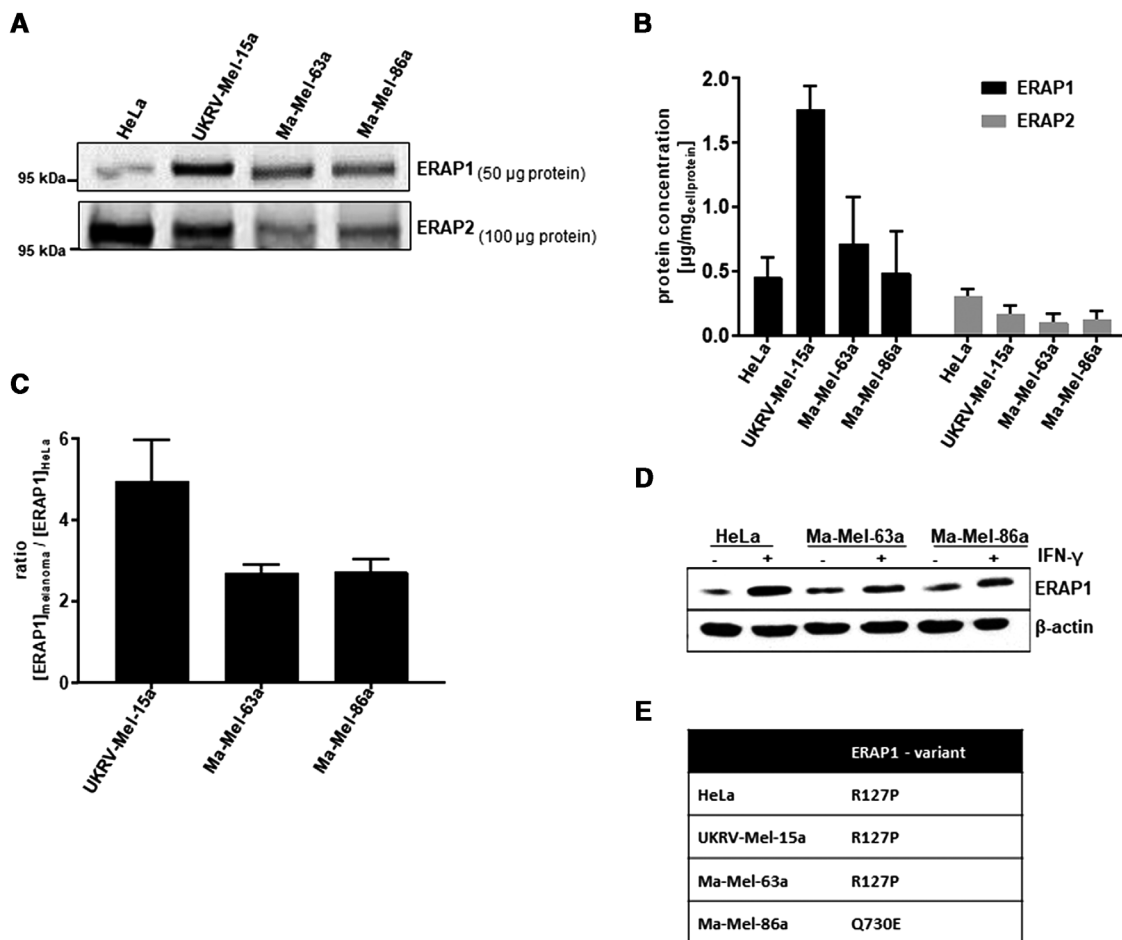 A
HeLa
UKRV-Mel-15a
Ma-Mel-63a
Ma-Mel-86a
95 kDa
ERAP1 (50 µg protein)
95 kDa
ERAP2 (100 µg protein)
B
protein concentration
[µg/mgcellprotein]
2.0
1.5
1.0
0.5
0.0
ERAP1
ERAP2
HeLa
UKRV-Mel-15a
Ma-Mel-63a
Ma-Mel-86a
HeLa
UKRV-Mel-15a
Ma-Mel-63a
Ma-Mel-86a
C
ratio
[ERAP1]melanoma / [ERAP1]HeLa
6
4
2
0
UKRV-Mel-15a
Ma-Mel-63a
Ma-Mel-86a
D
HeLa Ma-Mel-63a Ma-Mel-86a
- + - + - + IFN-γ
ERAP1
β-actin
E
ERAP1 - variant
HeLa R127P
UKRV-Mel-15a R127P
Ma-Mel-63a R127P
Ma-Mel-86a Q730E